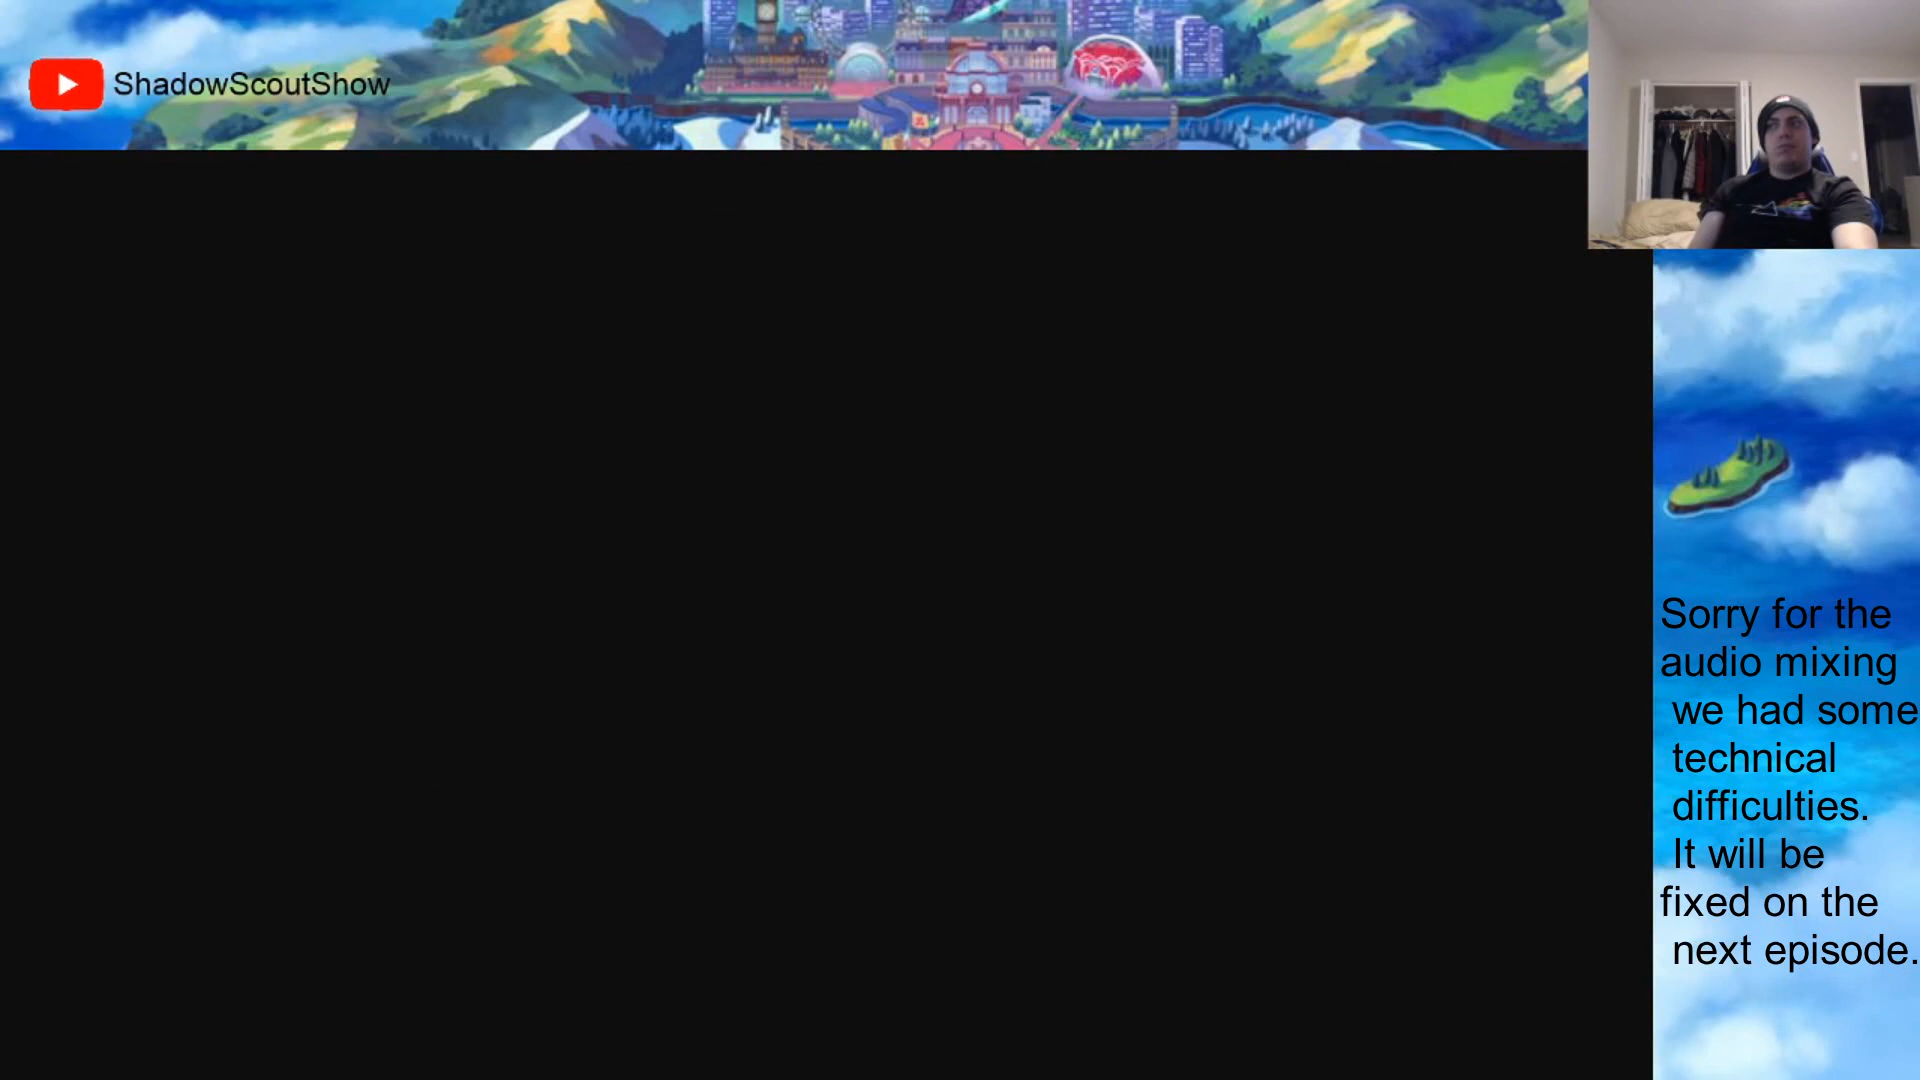 ShadowScoutShow
Sorry for the
audio mixing
we had some
technical
difficulties.
It will be
fixed on the
next episode.